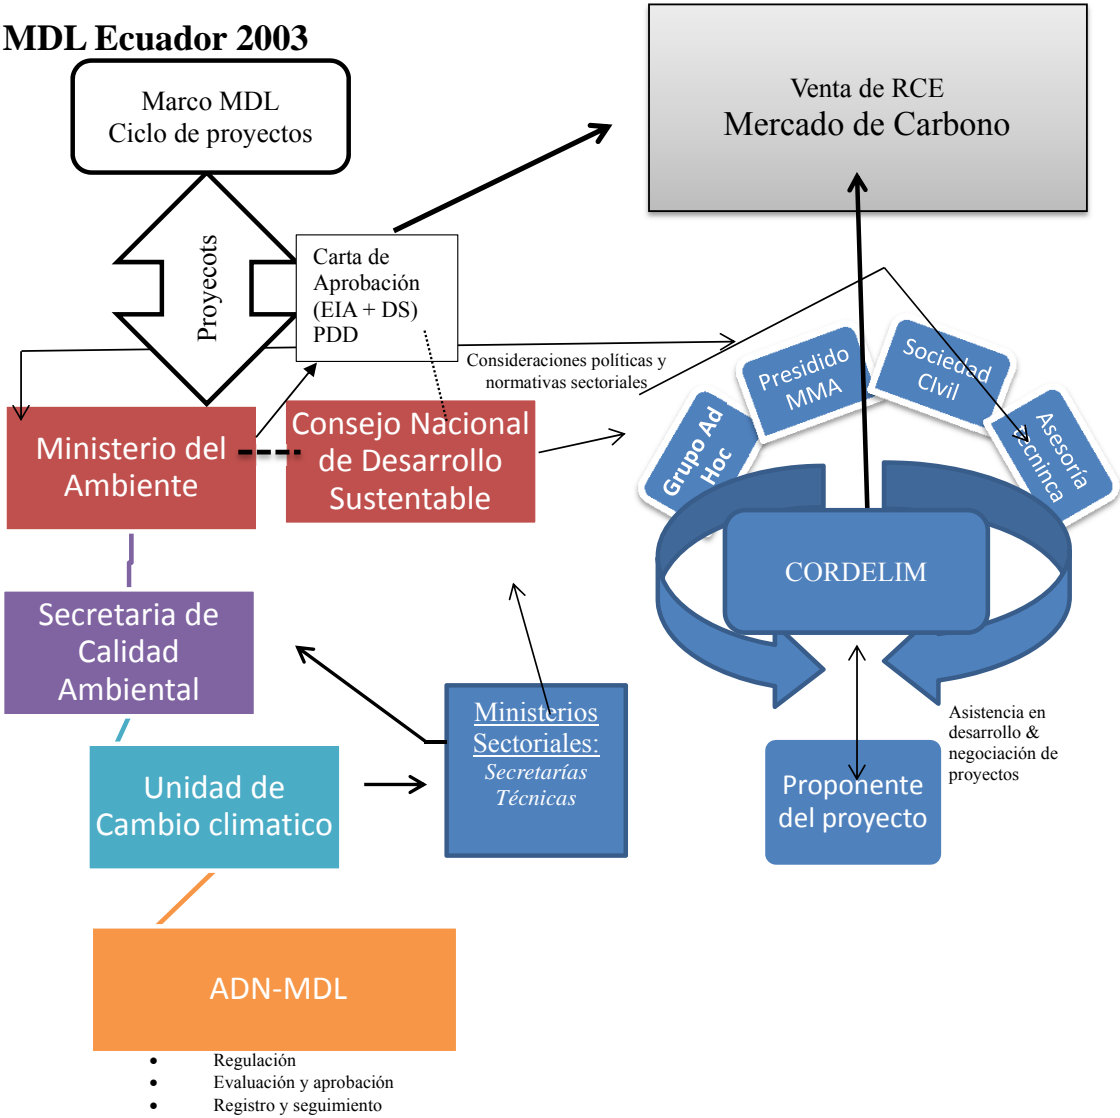 MDL Ecuador 2003
Marco MDL
Ciclo de proyectos
Venta de RCE
Mercado de Carbono
Proyecots
Carta de
Aprobación
(EIA + DS)
PDD
Consideraciones políticas y
normativas sectoriales
Presidido
MMA
Sociedad
CIvil
Grupo Ad
Hoc
Asesoría
tecninca
Ministerio del
Ambiente
Consejo Nacional
de Desarrollo
Sustentable
CORDELIM
Secretaria de
Calidad
Ambiental
Ministerios
Sectoriales:
Secretarías
Técnicas
Asistencia en
desarrollo &
negociación de
proyectos
Unidad de
Cambio climatico
Proponente
del proyecto
ADN-MDL
• Regulación
• Evaluación y aprobación
• Registro y seguimiento